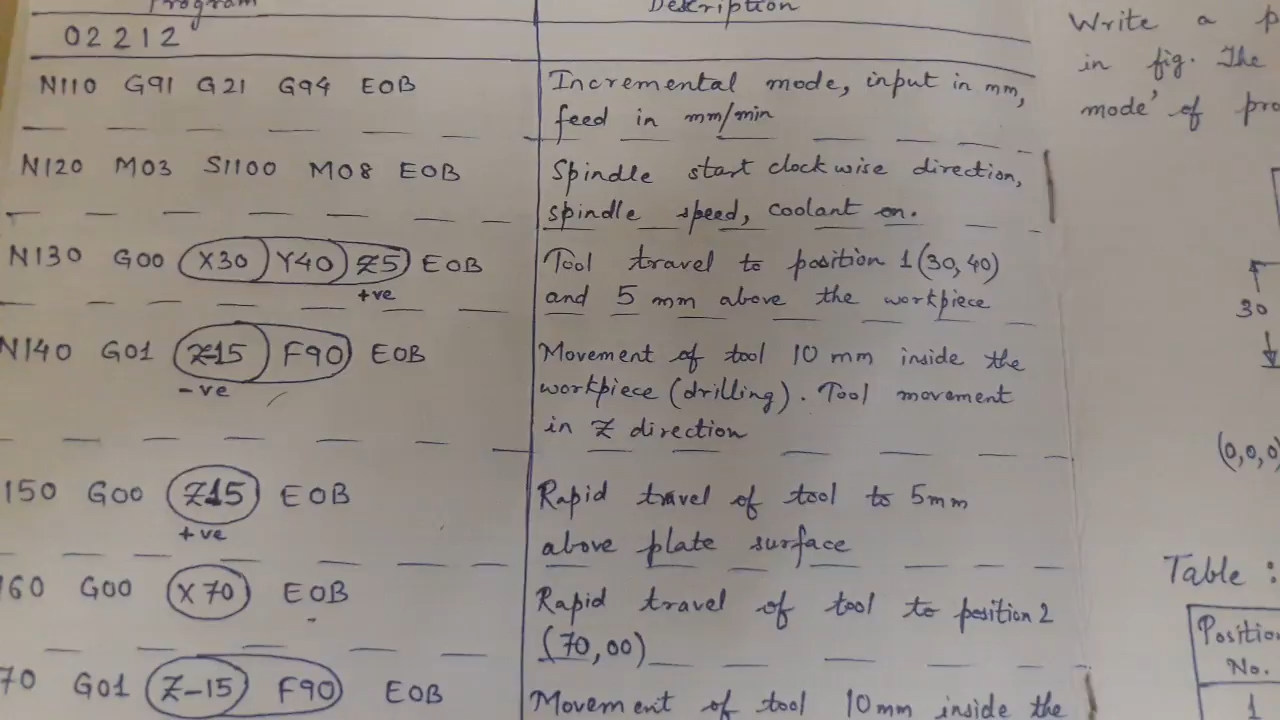 Program Description
02212
N110 G91 G21 G94 EOB
Incremental mode, input in mm,
feed in mm/min
N120 M03 S1100 M08 EOB
Spindle start clockwise direction,
spindle speed, coolant on.
N130 G00 X30 Y40 Z5 EOB
+ve
Tool travel to position 1(30,40)
and 5 mm above the workpiece
N140 G01 Z-15 F90 EOB
-ve
Movement of tool 10 mm inside the
workpiece (drilling). Tool movement
in Z direction
150 G00 Z15 EOB
+ve
Rapid travel of tool to 5mm
above plate surface
160 G00 X70 EOB
Rapid travel of tool to position 2
(70,00)
70 G01 Z-15 F90 EOB
Movement of tool 10mm inside the
Write a p
in fig. The
mode' of pro
30
(0,0,0)
Table :
Position
No.
1